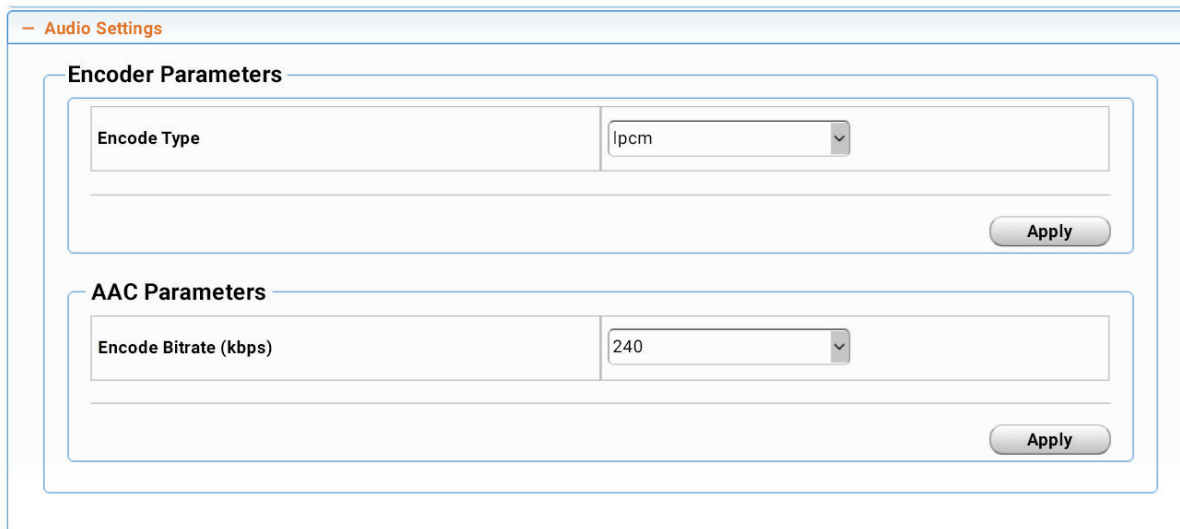 Audio Settings
Encoder Parameters
Encode Type lpcm
Apply
AAC Parameters
Encode Bitrate (kbps) 240
Apply